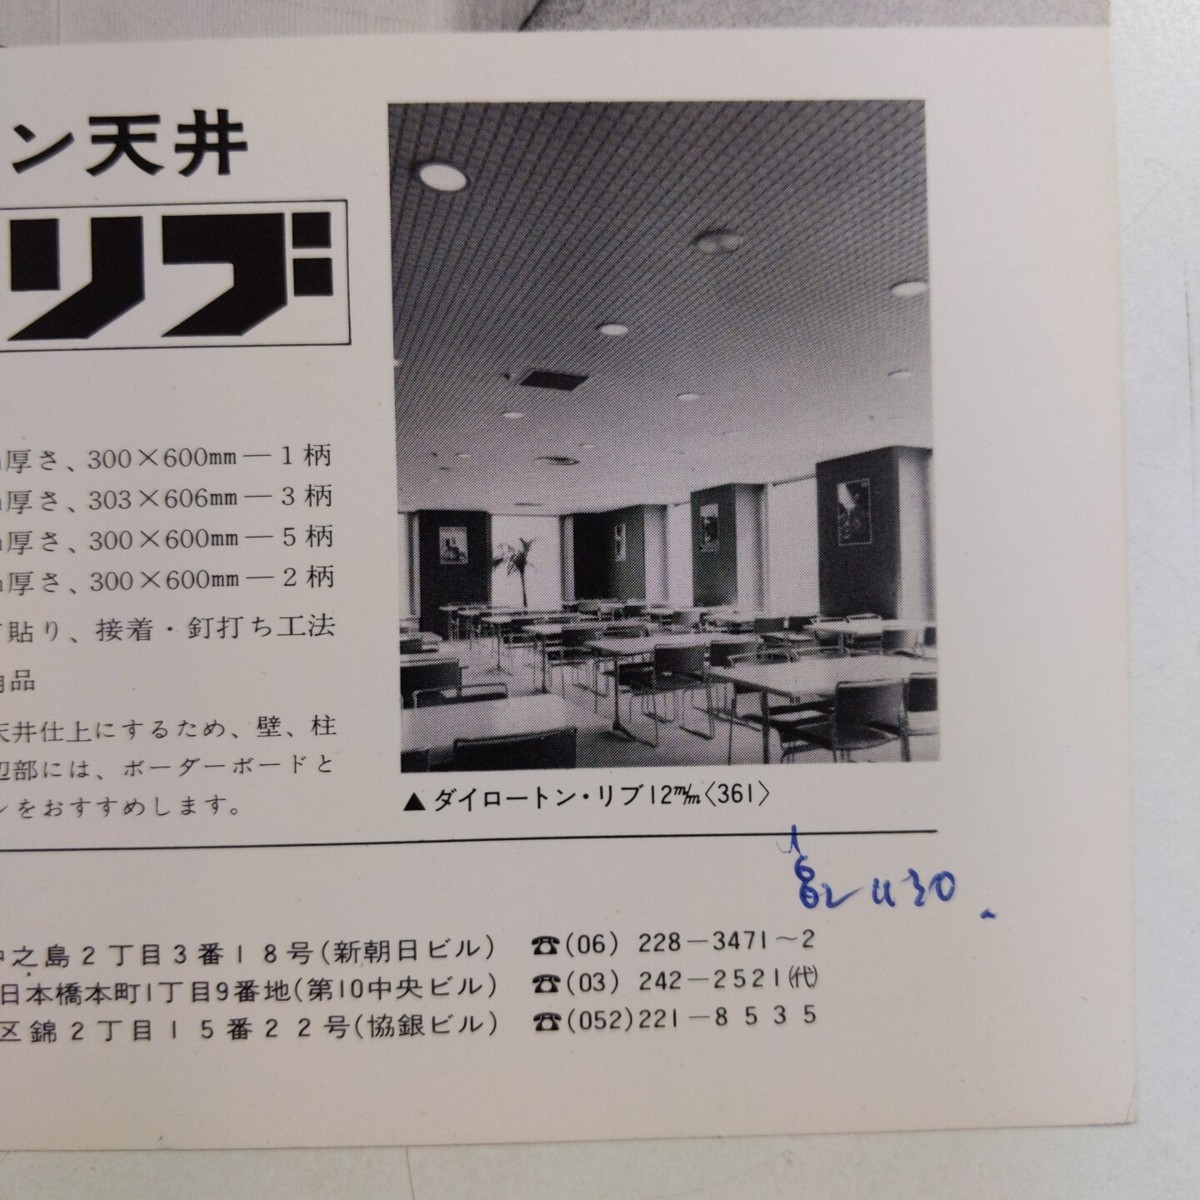 ン天井
リブ
厚さ、300×600mm—1柄
厚さ、303×606mm—3柄
厚さ、300×600mm—5柄
厚さ、300×600mm—2柄
貼り、接着・釘打ち工法
品
天井仕上にするため、壁、柱
辺部には、ボーダーボードと
ンをおすすめします。
▲ダイロートン・リブ12m/m〈361〉
之島2丁目3番18号(新朝日ビル) ☎(06) 228—3471～2
日本橋本町1丁目9番地(第10中央ビル) ☎(03) 242—2521㈹
区錦2丁目15番22号(協銀ビル) ☎(052)221—8535